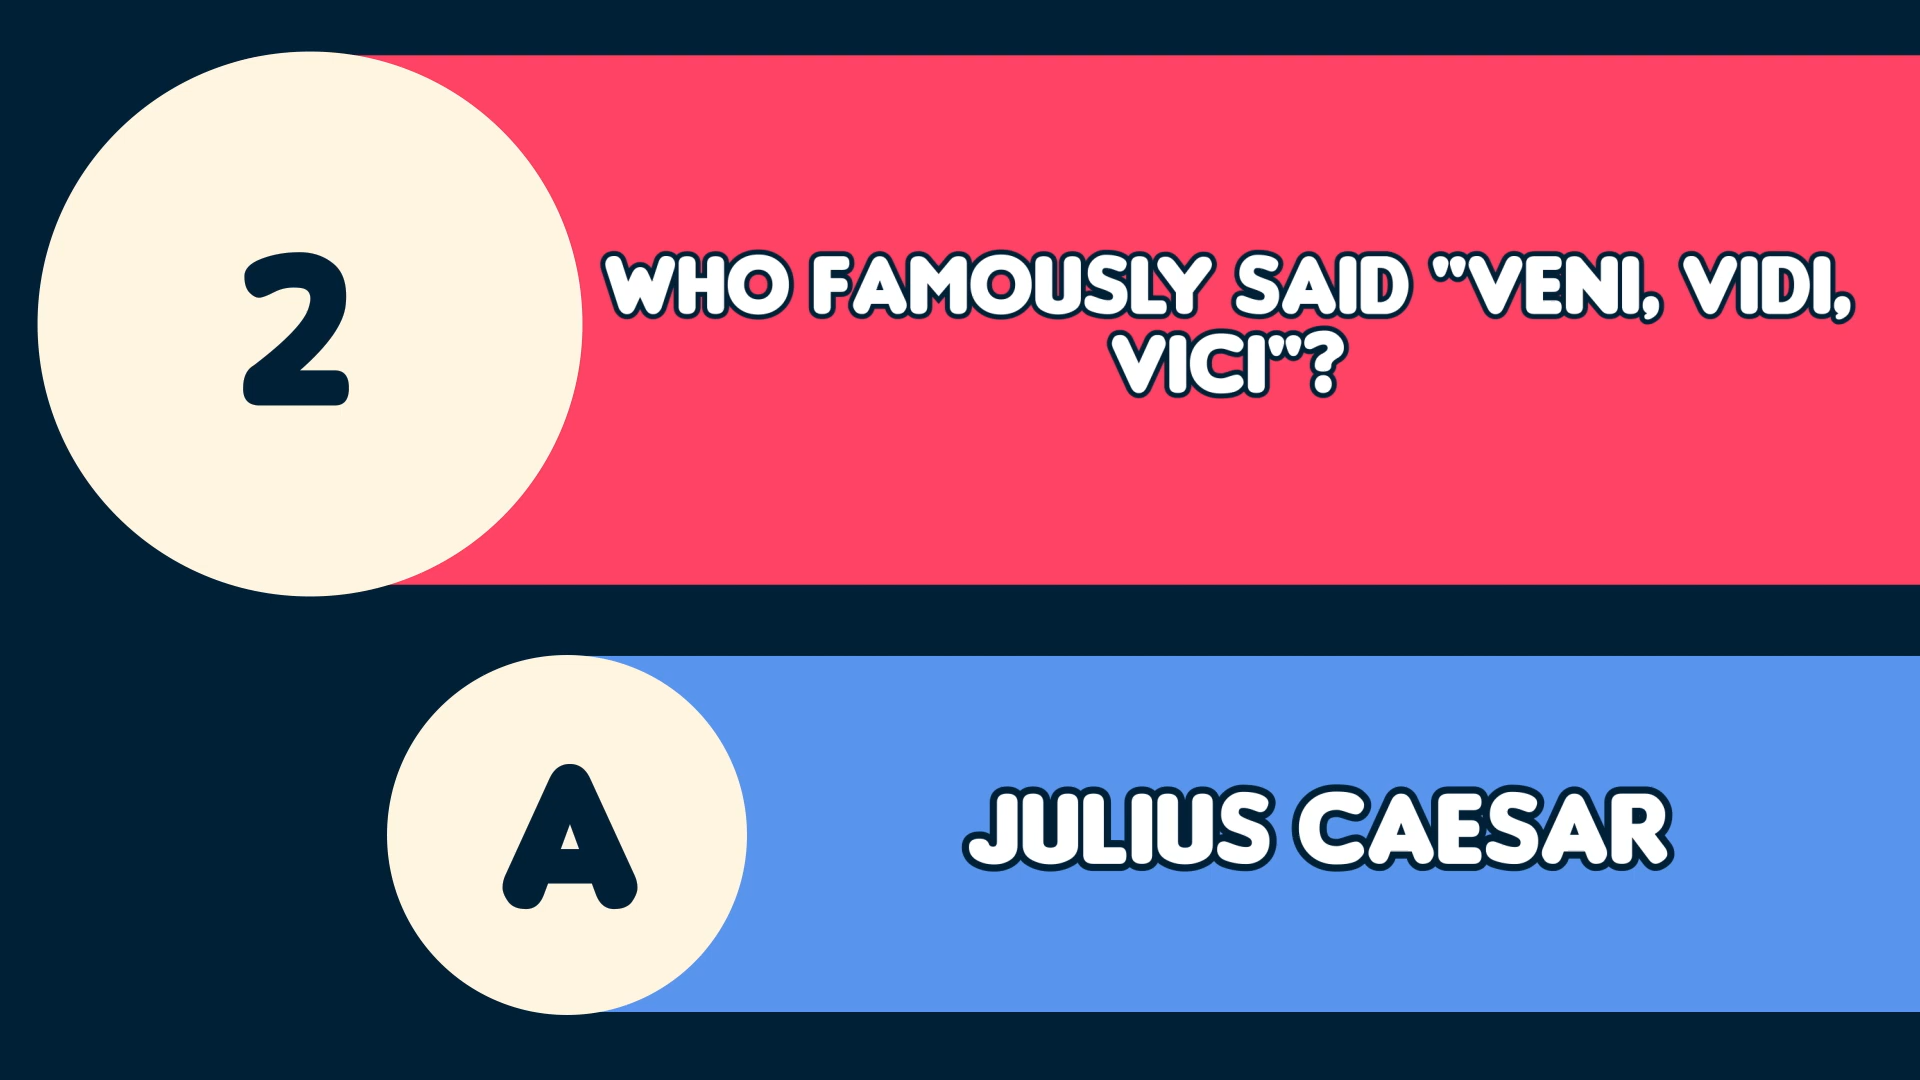 2
WHO FAMOUSLY SAID "VENI, VIDI,
VICI"?
A
JULIUS CAESAR